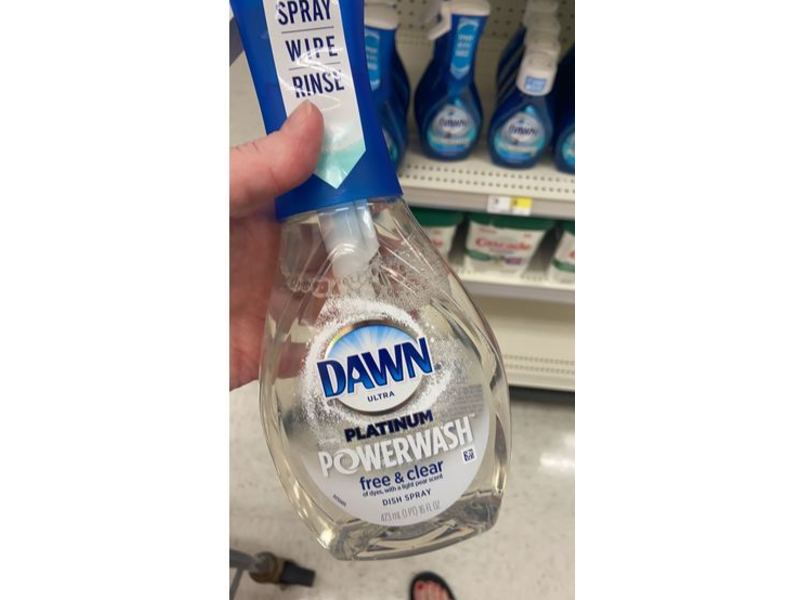 SPRAY
WIPE
RINSE
DAWN
ULTRA
PLATINUM
POWERWASH
free & clear
of dyes, with a light pear scent
DISH SPRAY
473 mL (1 PT) 16 FL OZ
Cascade